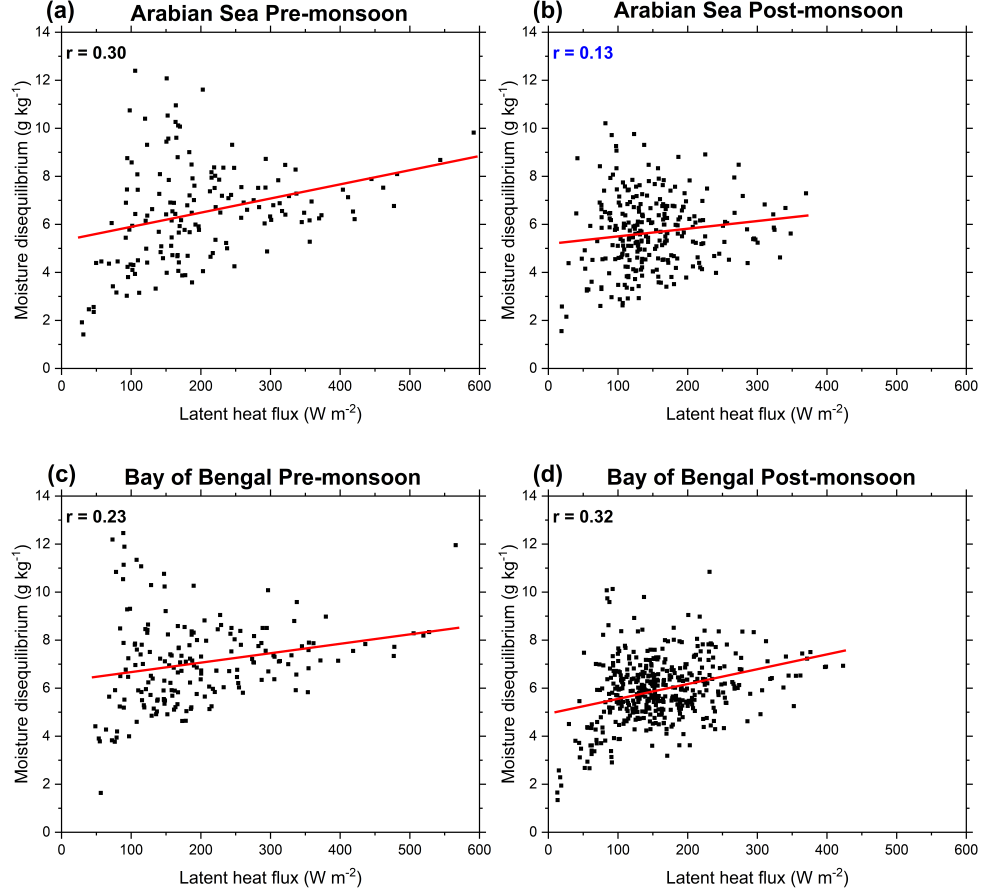 (a) Arabian Sea Pre-monsoon
r = 0.30
14
12
10
8
6
4
2
0
Moisture disequilibrium (g kg⁻¹)
0 100 200 300 400 500 600
Latent heat flux (W m⁻²)
(b) Arabian Sea Post-monsoon
r = 0.13
14
12
10
8
6
4
2
0
Moisture disequilibrium (g kg⁻¹)
0 100 200 300 400 500 600
Latent heat flux (W m⁻²)
(c) Bay of Bengal Pre-monsoon
r = 0.23
14
12
10
8
6
4
2
0
Moisture disequilibrium (g kg⁻¹)
0 100 200 300 400 500 600
Latent heat flux (W m⁻²)
(d) Bay of Bengal Post-monsoon
r = 0.32
14
12
10
8
6
4
2
0
Moisture disequilibrium (g kg⁻¹)
0 100 200 300 400 500 600
Latent heat flux (W m⁻²)